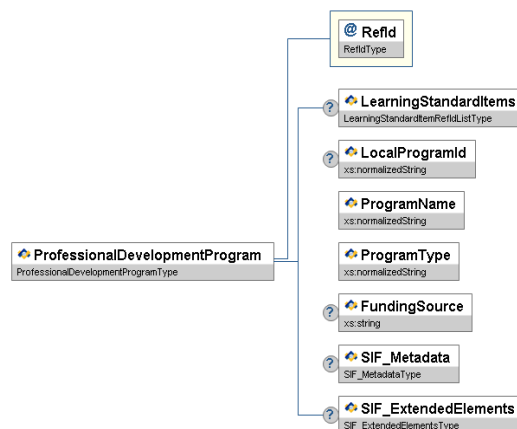 @ RefId
RefIdType
? LearningStandardItems
LearningStandardItemRefIdListType
? LocalProgramId
xs:normalizedString
ProgramName
xs:normalizedString
ProfessionalDevelopmentProgram
ProfessionalDevelopmentProgramType
ProgramType
xs:normalizedString
? FundingSource
xs:string
? SIF_Metadata
SIF_MetadataType
? SIF_ExtendedElements
SIF_ExtendedElementsType